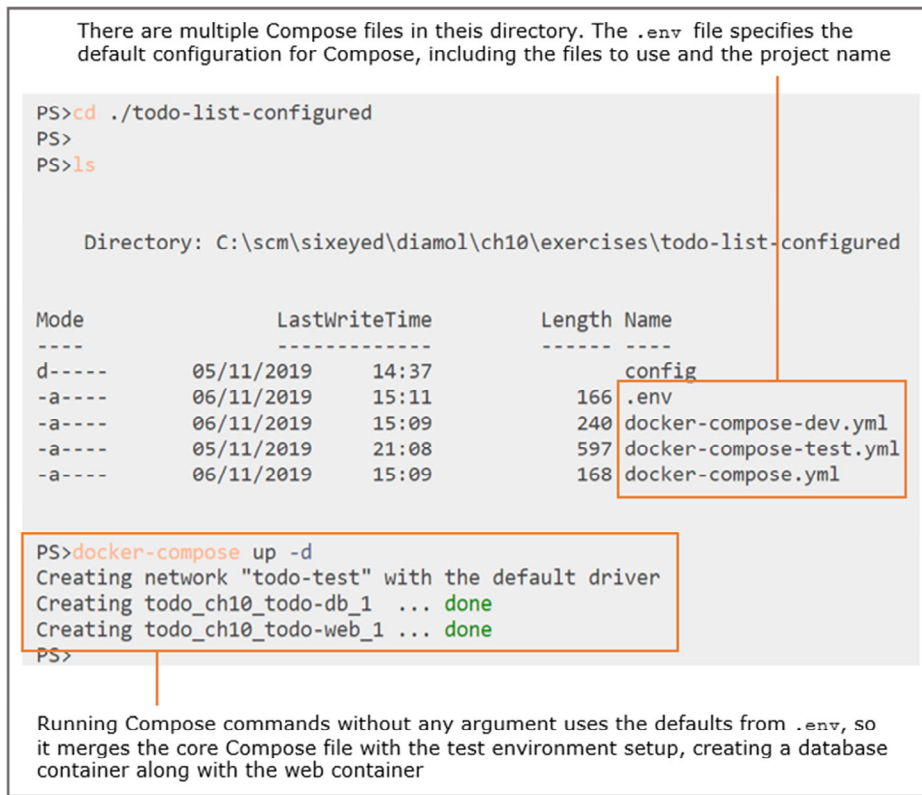 There are multiple Compose files in theis directory. The .env file specifies the
default configuration for Compose, including the files to use and the project name
PS>cd ./todo-list-configured
PS>
PS>ls
Directory: C:\scm\sixeyed\diamol\ch10\exercises\todo-list-configured
Mode LastWriteTime Length Name
---- ------------- ------ ----
d----- 05/11/2019 14:37 config
-a---- 06/11/2019 15:11 166 .env
-a---- 06/11/2019 15:09 240 docker-compose-dev.yml
-a---- 05/11/2019 21:08 597 docker-compose-test.yml
-a---- 06/11/2019 15:09 168 docker-compose.yml
PS>docker-compose up -d
Creating network "todo-test" with the default driver
Creating todo_ch10_todo-db_1 ... done
Creating todo_ch10_todo-web_1 ... done
PS>
Running Compose commands without any argument uses the defaults from .env, so
it merges the core Compose file with the test environment setup, creating a database
container along with the web container